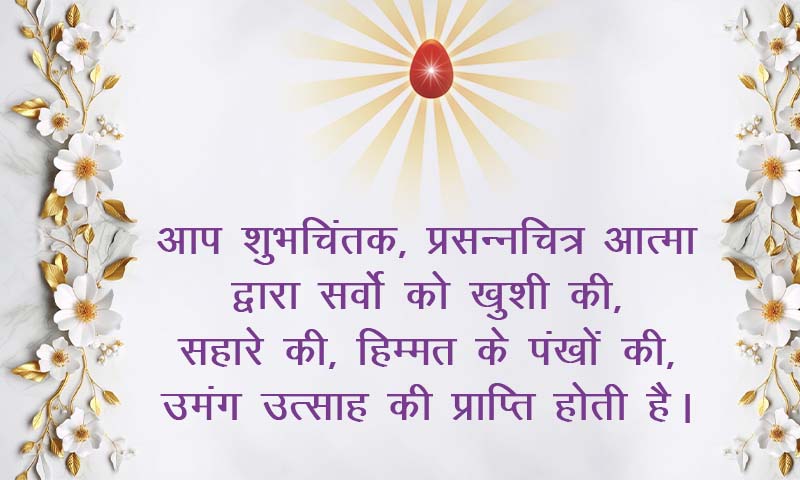 आप शुभचिंतक, प्रसन्नचित्र आत्मा
द्वारा सर्वो को खुशी की,
सहारे की, हिम्मत के पंखों की,
उमंग उत्साह की प्राप्ति होती है।